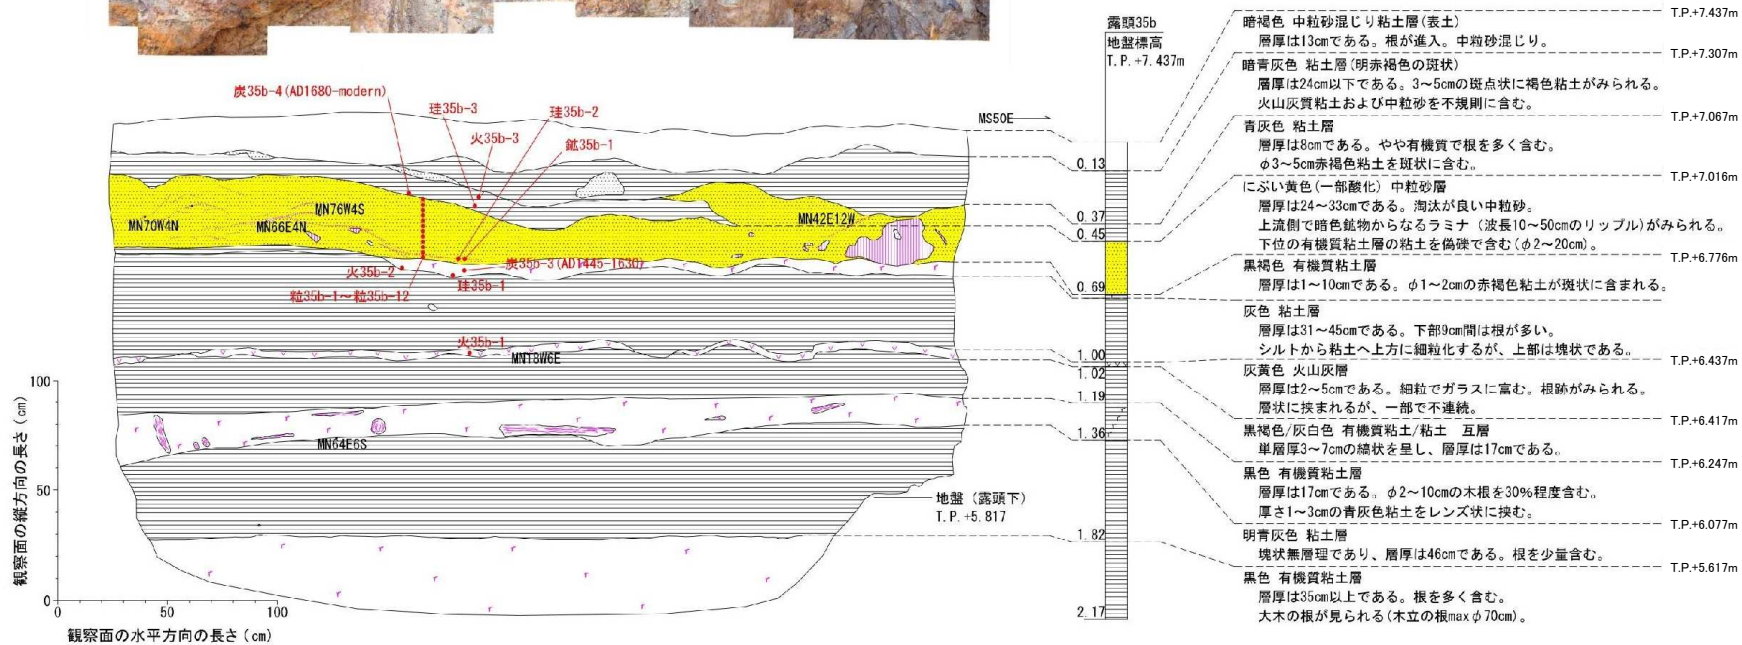 炭35b-4(AD1680-modern)
珪35b-3
珪35b-2
火35b-3
鉱35b-1
MS50E
MN70W4N
MN66E4N
MN76W4S
MN42E12W
火35b-2
炭35b-3(AD1445-1630)
珪35b-1
粒35b-1～粒35b-12
火35b-1
MN18W6E
MN64E6S
地盤（露頭下）
T.P.+5.817
100
50
0
観察面の縦方向の長さ(cm)
0
50
100
観察面の水平方向の長さ(cm)
露頭35b
地盤標高
T.P.+7.437m
0.13
0.37
0.45
0.69
1.00
1.02
1.19
1.36
1.82
2.17
暗褐色 中粒砂混じり粘土層(表土)
層厚は13cmである。根が進入。中粒砂混じり。
暗青灰色 粘土層(明赤褐色の斑状)
層厚は24cm以下である。3～5cmの斑点状に褐色粘土がみられる。
火山灰質粘土および中粒砂を不規則に含む。
青灰色 粘土層
層厚は8cmである。やや有機質で根を多く含む。
φ3～5cm赤褐色粘土を斑状に含む。
にぶい黄色(一部酸化) 中粒砂層
層厚は24～33cmである。淘汰が良い中粒砂。
上流側で暗色鉱物からなるラミナ（波長10～50cmのリップル)がみられる。
下位の有機質粘土層の粘土を偽礫で含む(φ2～20cm)。
黒褐色 有機質粘土層
層厚は1～10cmである。φ1～2cmの赤褐色粘土が斑状に含まれる。
灰色 粘土層
層厚は31～45cmである。下部9cm間は根が多い。
シルトから粘土へ上方に細粒化するが、上部は塊状である。
灰黄色 火山灰層
層厚は2～5cmである。細粒でガラスに富む。根跡がみられる。
層状に挟まれるが、一部で不連続。
黒褐色/灰白色 有機質粘土/粘土 互層
単層厚3～7cmの縞状を呈し、層厚は17cmである。
黒色 有機質粘土層
層厚は17cmである。φ2～10cmの木根を30%程度含む。
厚さ1～3cmの青灰色粘土をレンズ状に挟む。
明青灰色 粘土層
塊状無層理であり、層厚は46cmである。根を少量含む。
黒色 有機質粘土層
層厚は35cm以上である。根を多く含む。
大木の根が見られる(木立の根maxφ70cm)。
T.P.+7.437m
T.P.+7.307m
T.P.+7.067m
T.P.+7.016m
T.P.+6.776m
T.P.+6.437m
T.P.+6.417m
T.P.+6.247m
T.P.+6.077m
T.P.+5.617m